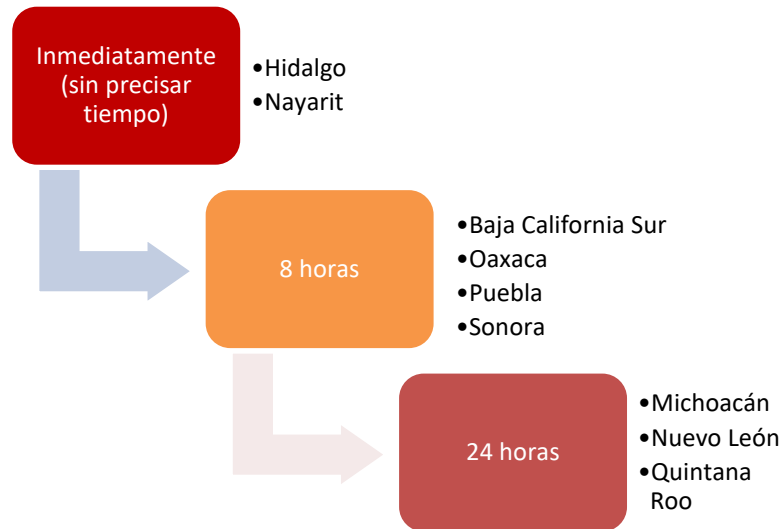 Inmediatamente
(sin precisar
tiempo)
•Hidalgo
•Nayarit
8 horas
•Baja California Sur
•Oaxaca
•Puebla
•Sonora
24 horas
•Michoacán
•Nuevo León
•Quintana
Roo